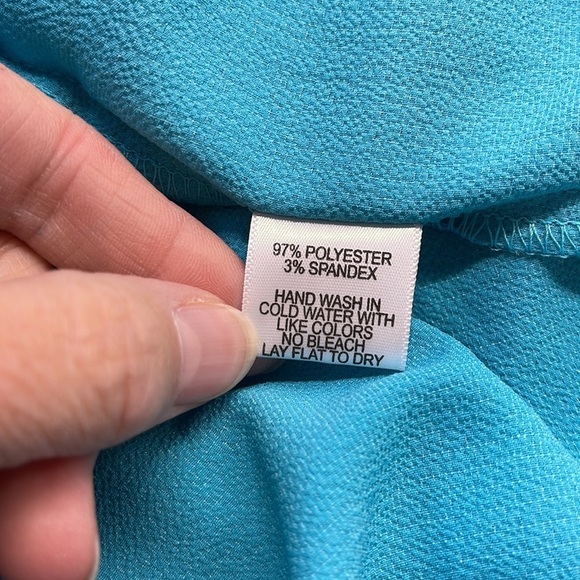 97% POLYESTER
3% SPANDEX
HAND WASH IN
COLD WATER WITH
LIKE COLORS
NO BLEACH
LAY FLAT TO DRY